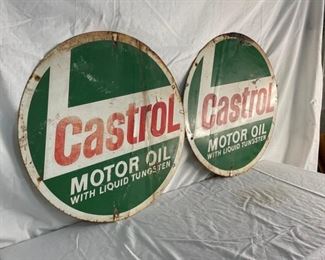 Castrol
MOTOR OIL
WITH LIQUID TUNGSTEN
Castrol
MOTOR OIL
WITH LIQUID TUNGSTEN